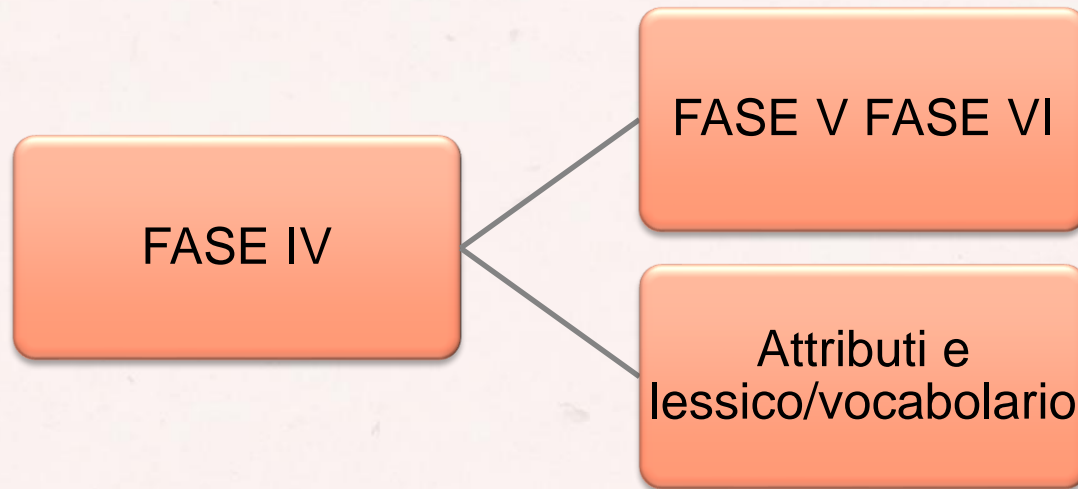 FASE IV
FASE V FASE VI
Attributi e
lessico/vocabolario